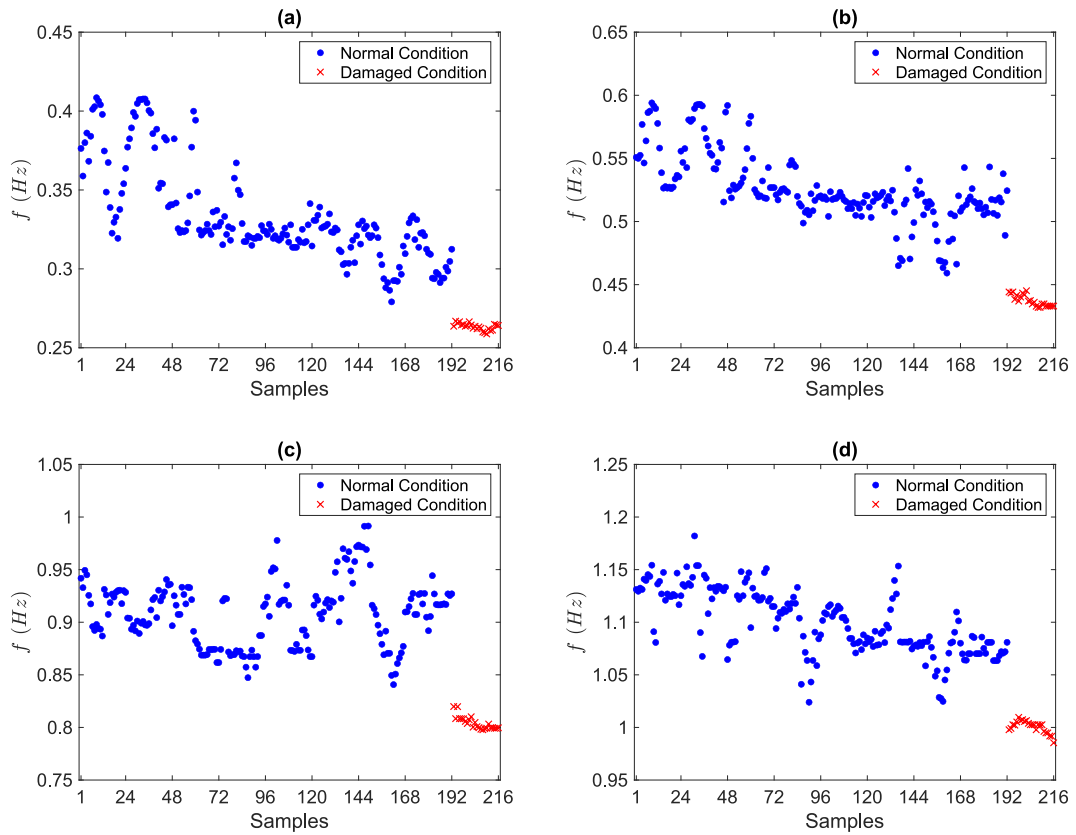 (a)
0.45
0.4
0.35
0.3
0.25
f (Hz)
1 24 48 72 96 120 144 168 192 216
Samples
Normal Condition
Damaged Condition
(b)
0.65
0.6
0.55
0.5
0.45
0.4
f (Hz)
1 24 48 72 96 120 144 168 192 216
Samples
Normal Condition
Damaged Condition
(c)
1.05
1
0.95
0.9
0.85
0.8
0.75
f (Hz)
1 24 48 72 96 120 144 168 192 216
Samples
Normal Condition
Damaged Condition
(d)
1.25
1.2
1.15
1.1
1.05
1
0.95
f (Hz)
1 24 48 72 96 120 144 168 192 216
Samples
Normal Condition
Damaged Condition